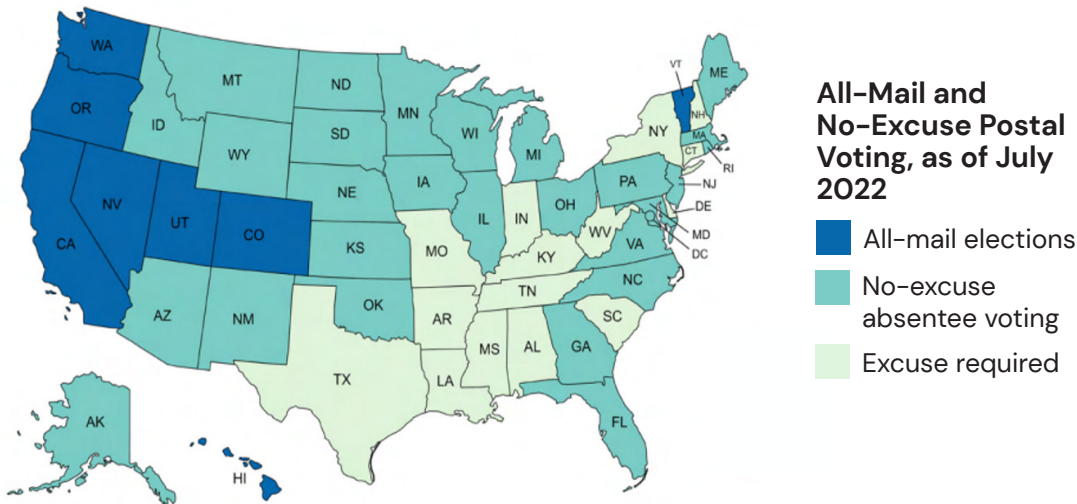 WA
OR
CA
NV
ID
MT
WY
UT
CO
AZ
NM
ND
SD
NE
KS
OK
TX
MN
IA
MO
AR
LA
WI
IL
MI
IN
OH
KY
TN
MS
AL
GA
FL
SC
NC
VA
WV
PA
NY
VT
NH
ME
MA
CT
RI
NJ
DE
MD
DC
AK
HI
All-Mail and
No-Excuse Postal
Voting, as of July
2022
All-mail elections
No-excuse
absentee voting
Excuse required